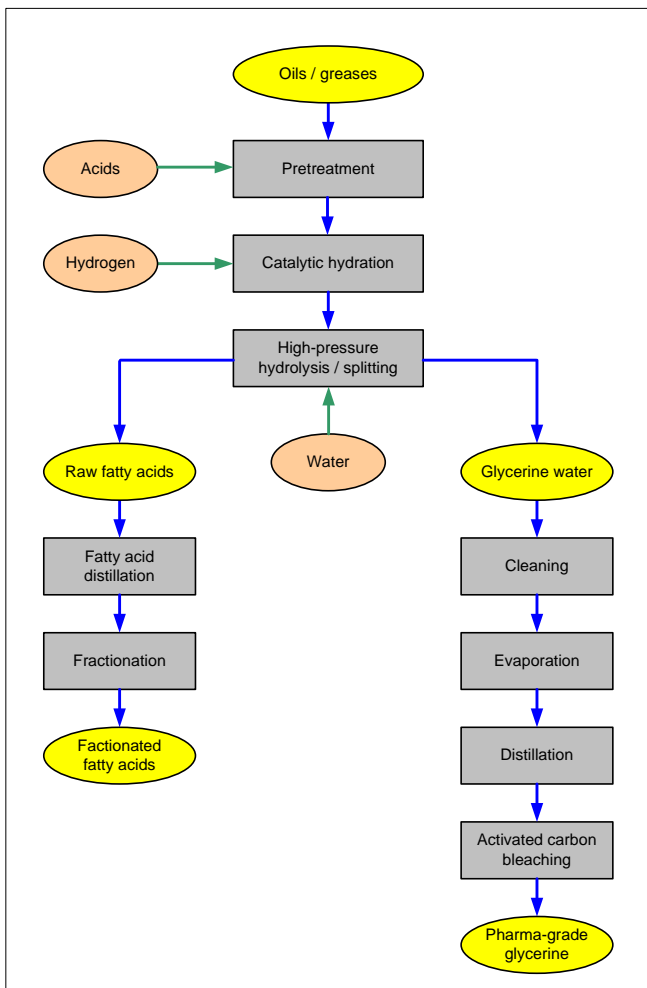 Oils / greases
Acids
Pretreatment
Hydrogen
Catalytic hydration
High-pressure
hydrolysis / splitting
Raw fatty acids
Water
Glycerine water
Fatty acid
distillation
Cleaning
Fractionation
Evaporation
Factionated
fatty acids
Distillation
Activated carbon
bleaching
Pharma-grade
glycerine